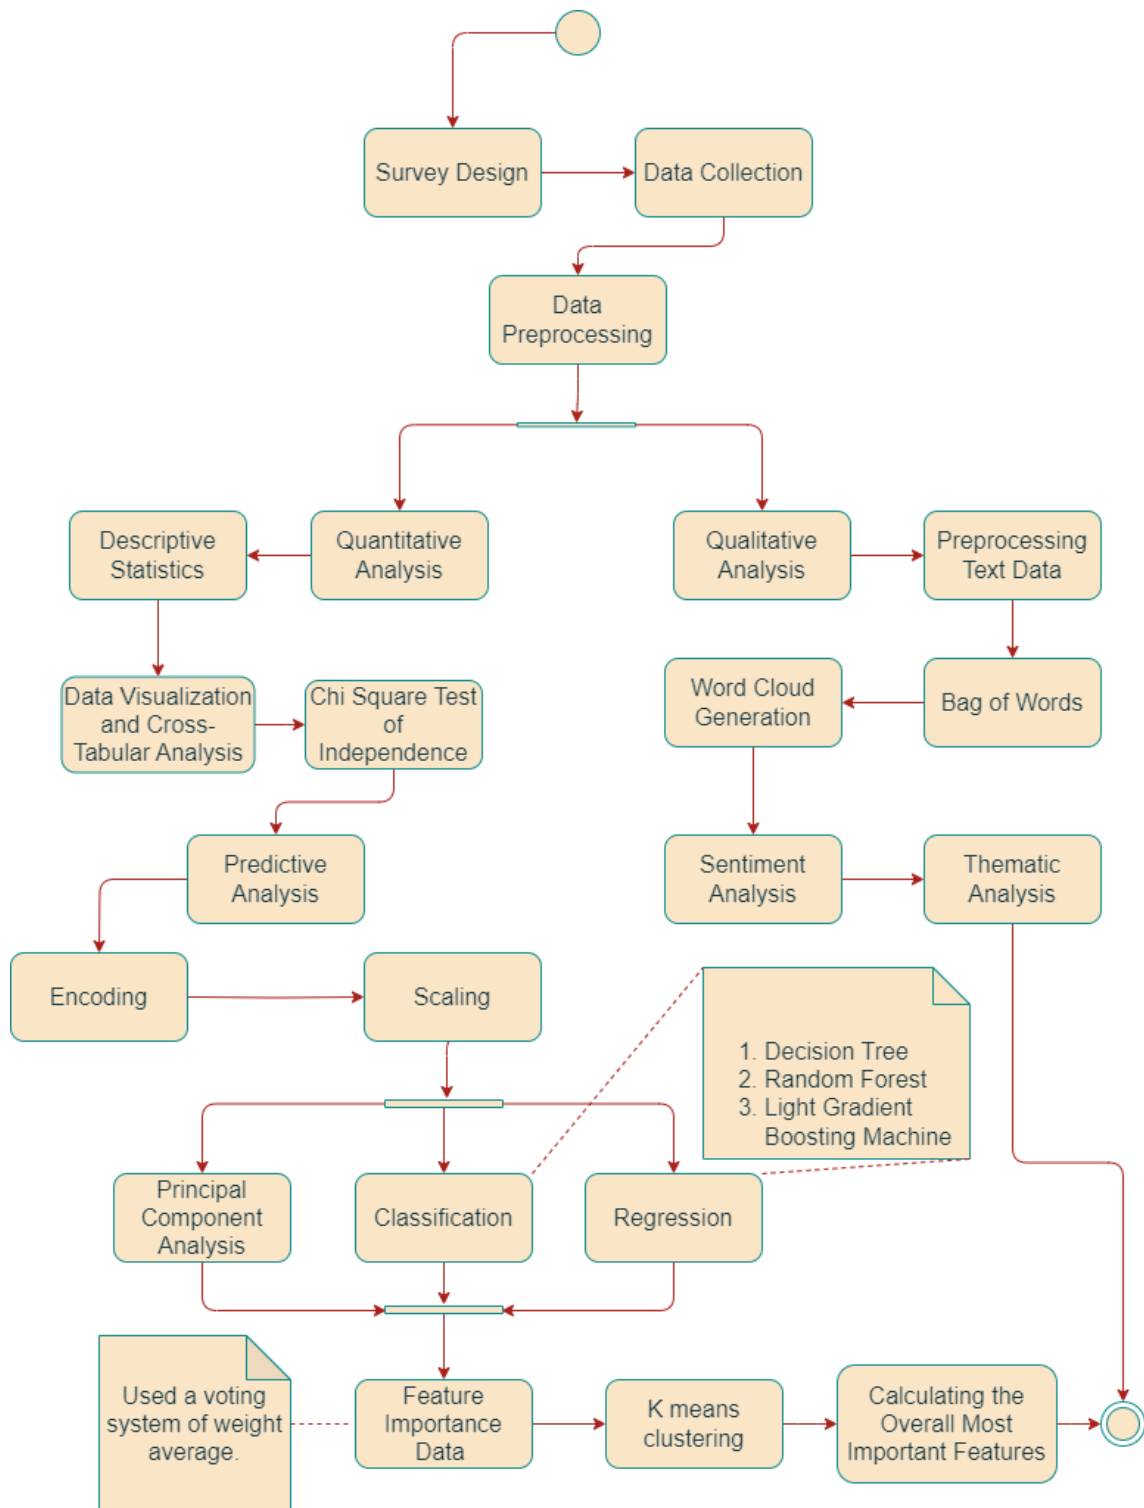 Survey Design
Data Collection
Data
Preprocessing
Descriptive
Statistics
Quantitative
Analysis
Qualitative
Analysis
Preprocessing
Text Data
Data Visualization
and Cross-
Tabular Analysis
Chi Square Test
of
Independence
Word Cloud
Generation
Bag of Words
Predictive
Analysis
Sentiment
Analysis
Thematic
Analysis
Encoding
Scaling
1. Decision Tree
2. Random Forest
3. Light Gradient
Boosting Machine
Principal
Component
Analysis
Classification
Regression
Used a voting
system of weight
average.
Feature
Importance
Data
K means
clustering
Calculating the
Overall Most
Important Features